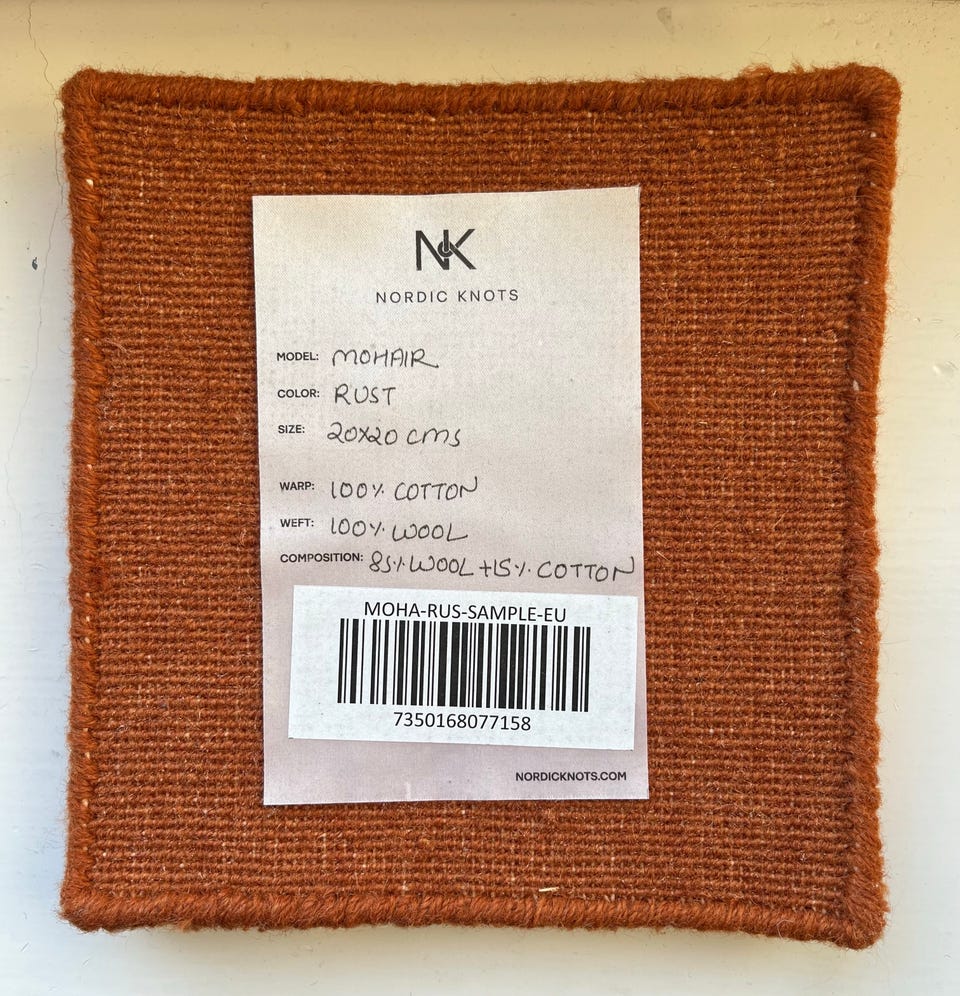 NK
NORDIC KNOTS
MODEL: MOHAIR
COLOR: RUST
SIZE: 20X20 cms
WARP: 100% COTTON
WEFT: 100% WOOL
COMPOSITION: 85% WOOL +15% COTTON
MOHA-RUS-SAMPLE-EU
7350168077158
NORDICKNOTS.COM